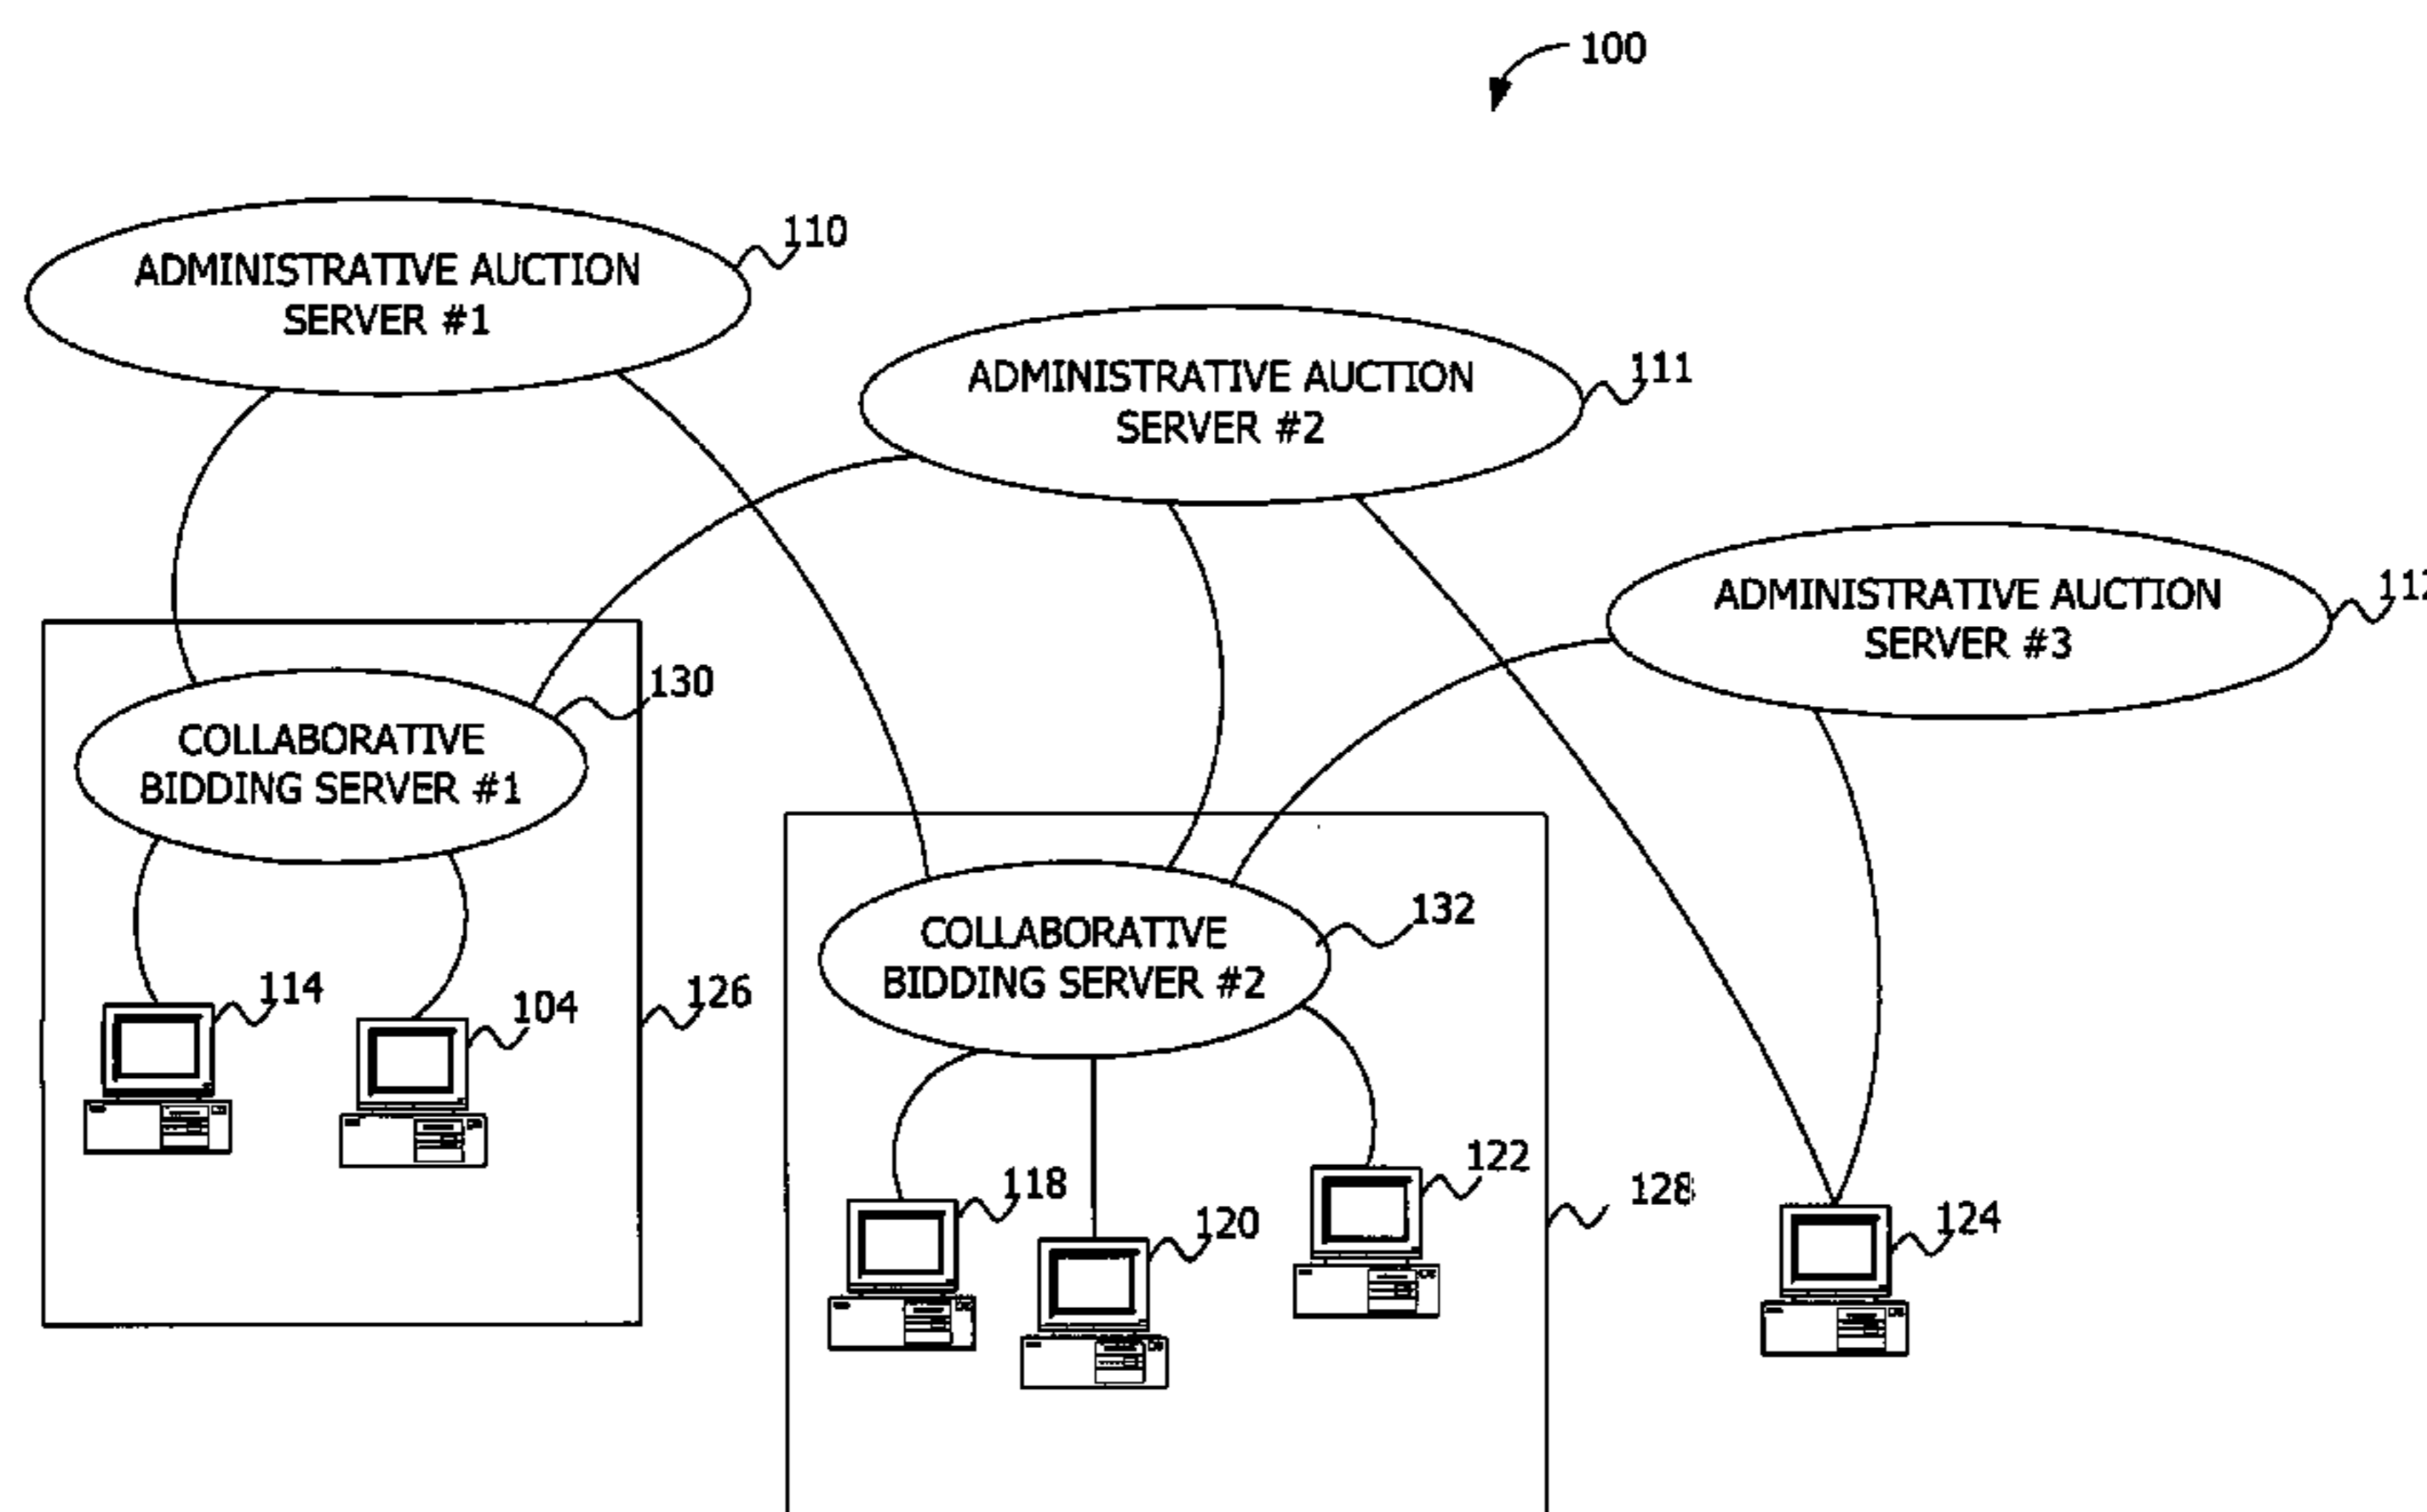 100
110
ADMINISTRATIVE AUCTION
SERVER #1
111
ADMINISTRATIVE AUCTION
SERVER #2
112
ADMINISTRATIVE AUCTION
SERVER #3
130
COLLABORATIVE
BIDDING SERVER #1
132
COLLABORATIVE
BIDDING SERVER #2
114
104
126
118
120
122
128
124